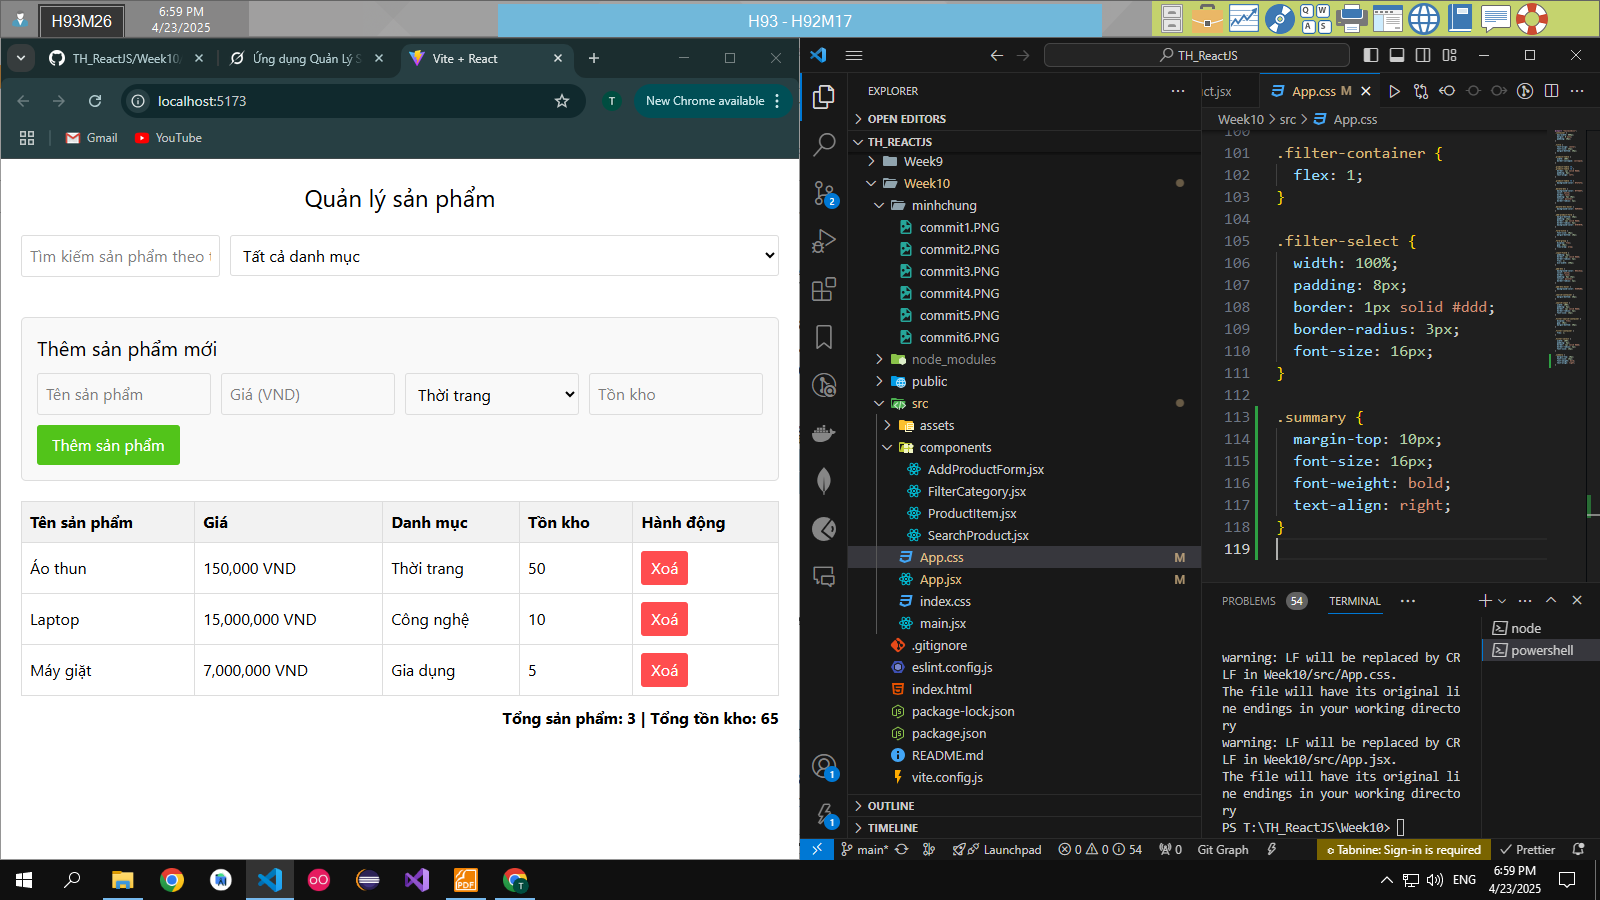 H93M26
6:59 PM
4/23/2025
H93 - H92M17
Q W
A S
TH_ReactJS/Week10
Ứng dụng Quản Lý S
Vite + React
localhost:5173
T
New Chrome available
Gmail
YouTube
Quản lý sản phẩm
Tìm kiếm sản phẩm theo t
Tất cả danh mục
Thêm sản phẩm mới
Tên sản phẩm
Giá (VND)
Thời trang
Tồn kho
Thêm sản phẩm
Tên sản phẩm Giá Danh mục Tồn kho Hành động
Áo thun 150,000 VND Thời trang 50 Xoá
Laptop 15,000,000 VND Công nghệ 10 Xoá
Máy giặt 7,000,000 VND Gia dụng 5 Xoá
Tổng sản phẩm: 3 | Tổng tồn kho: 65
TH_ReactJS
EXPLORER
OPEN EDITORS
TH_REACTJS
Week9
Week10
minhchung
commit1.PNG
commit2.PNG
commit3.PNG
commit4.PNG
commit5.PNG
commit6.PNG
node_modules
public
src
assets
components
AddProductForm.jsx
FilterCategory.jsx
ProductItem.jsx
SearchProduct.jsx
App.css M
App.jsx M
index.css
main.jsx
.gitignore
eslint.config.js
index.html
package-lock.json
package.json
README.md
vite.config.js
OUTLINE
TIMELINE
2
1
1
ct.jsx
App.css M
Week10 > src > App.css
100
101 .filter-container {
102 flex: 1;
103 }
104
105 .filter-select {
106 width: 100%;
107 padding: 8px;
108 border: 1px solid #ddd;
109 border-radius: 3px;
110 font-size: 16px;
111 }
112
113 .summary {
114 margin-top: 10px;
115 font-size: 16px;
116 font-weight: bold;
117 text-align: right;
118 }
119
PROBLEMS 54 TERMINAL
node
powershell
warning: LF will be replaced by CR
LF in Week10/src/App.css.
The file will have its original li
ne endings in your working directo
ry
warning: LF will be replaced by CR
LF in Week10/src/App.jsx.
The file will have its original li
ne endings in your working directo
ry
PS T:\TH_ReactJS\Week10>
main*
Launchpad
0 0 54
0
Git Graph
Tabnine: Sign-in is required
Prettier
PDF
T
ENG
6:59 PM
4/23/2025